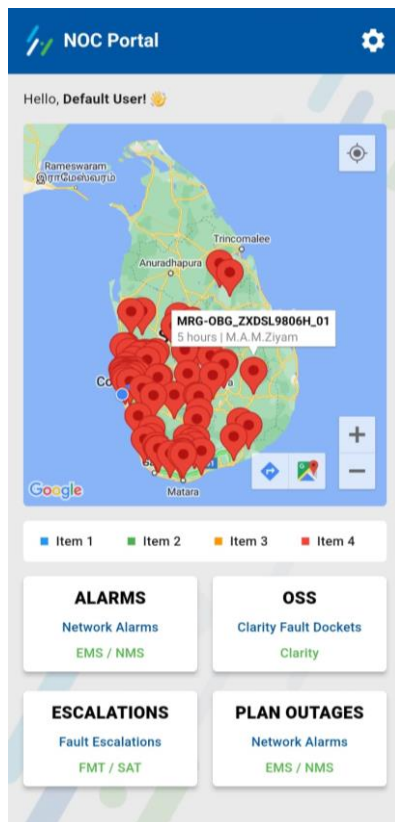 NOC Portal
Hello, Default User! 👋
Rameswaram
இராமேஸ்வரம்
Trincomalee
Anuradhapura
MRG-OBG_ZXDSL9806H_01
5 hours | M.A.M.Ziyam
Co
Google
Matara
Item 1
Item 2
Item 3
Item 4
ALARMS
Network Alarms
EMS / NMS
OSS
Clarity Fault Dockets
Clarity
ESCALATIONS
Fault Escalations
FMT / SAT
PLAN OUTAGES
Network Alarms
EMS / NMS